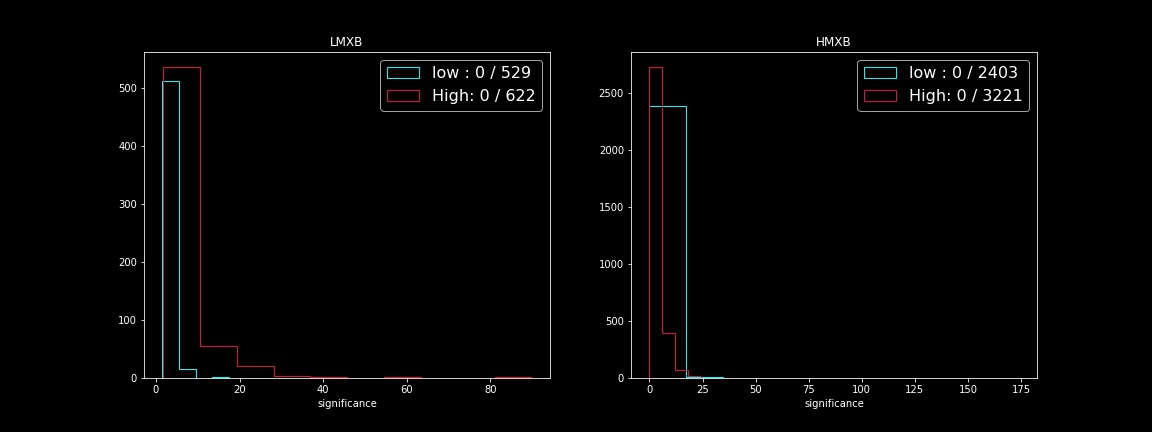 LMXB
low : 0 / 529
High: 0 / 622
500
400
300
200
100
0
0 20 40 60 80
significance
HMXB
low : 0 / 2403
High: 0 / 3221
2500
2000
1500
1000
500
0
0 25 50 75 100 125 150 175
significance